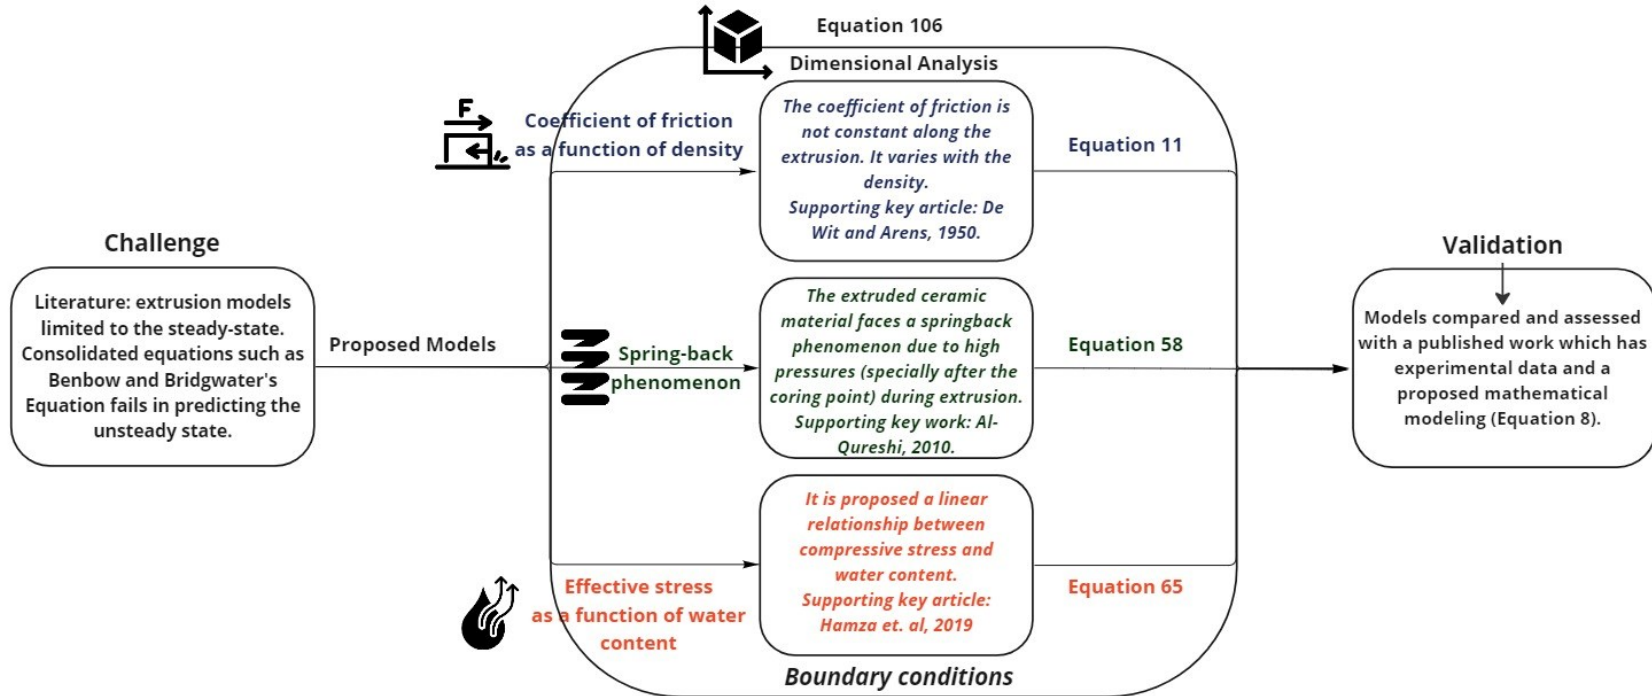 Equation 106
Dimensional Analysis
Challenge
Literature: extrusion models
limited to the steady-state.
Consolidated equations such as
Benbow and Bridgwater's
Equation fails in predicting the
unsteady state.
Proposed Models
F
Coefficient of friction
as a function of density
The coefficient of friction is
not constant along the
extrusion. It varies with the
density.
Supporting key article: De
Wit and Arens, 1950.
Equation 11
Spring-back
phenomenon
The extruded ceramic
material faces a springback
phenomenon due to high
pressures (specially after the
coring point) during extrusion.
Supporting key work: Al-
Qureshi, 2010.
Equation 58
Effective stress
as a function of water
content
It is proposed a linear
relationship between
compressive stress and
water content.
Supporting key article:
Hamza et. al, 2019
Equation 65
Boundary conditions
Validation
Models compared and assessed
with a published work which has
experimental data and a
proposed mathematical
modeling (Equation 8).